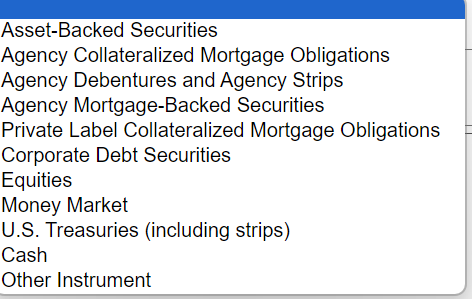 Asset-Backed Securities
Agency Collateralized Mortgage Obligations
Agency Debentures and Agency Strips
Agency Mortgage-Backed Securities
Private Label Collateralized Mortgage Obligations
Corporate Debt Securities
Equities
Money Market
U.S. Treasuries (including strips)
Cash
Other Instrument